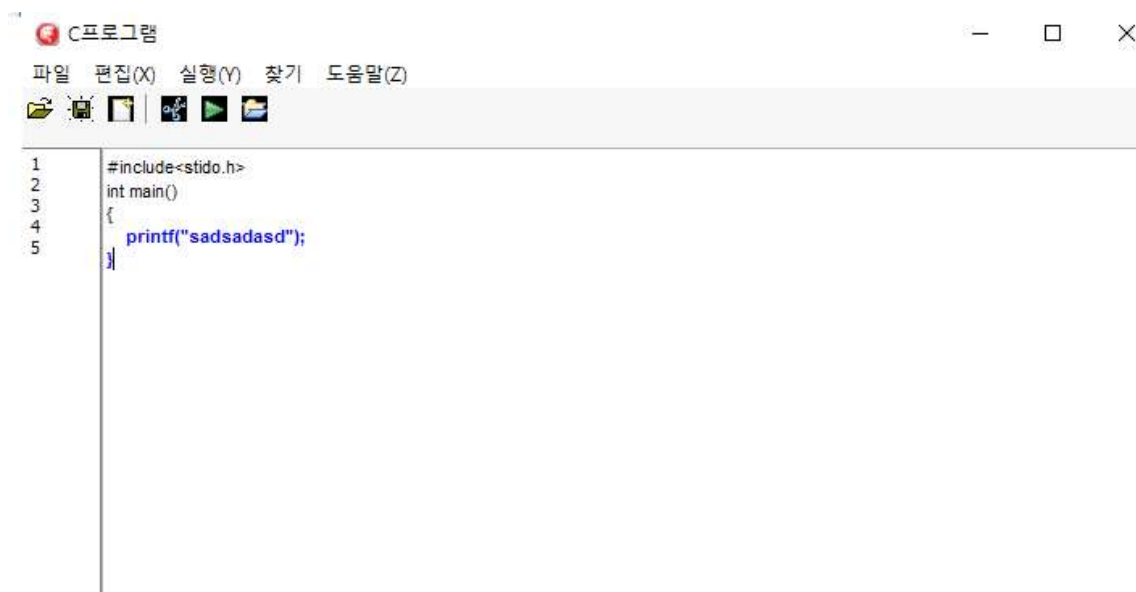 C프로그램
파일 편집(X) 실행(Y) 찾기 도움말(Z)
1 #include<stido.h>
2 int main()
3 {
4 printf("sadsadasd");
5 }